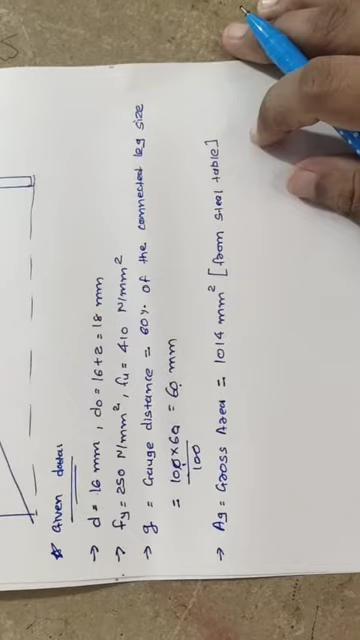 * Given data:
→ d = 16 mm, do = 16+2 = 18 mm
→ fy = 250 N/mm², fu = 410 N/mm²
→ g = Gauge distance = 60% of the connected leg size
= 100×60/100 = 60 mm
→ Ag = Gross Area = 1014 mm² [from steel table]